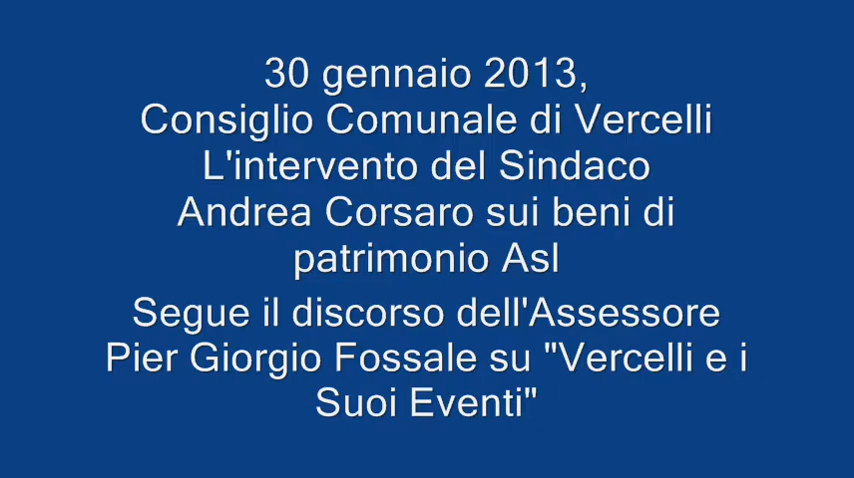 30 gennaio 2013,
Consiglio Comunale di Vercelli
L'intervento del Sindaco
Andrea Corsaro sui beni di
patrimonio Asl
Segue il discorso dell'Assessore
Pier Giorgio Fossale su "Vercelli e i
Suoi Eventi"